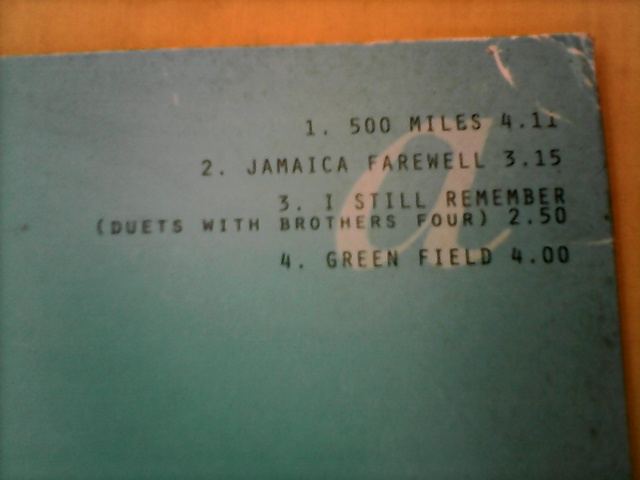 1. 500 MILES 4.11
2. JAMAICA FAREWELL 3.15
3. I STILL REMEMBER
(DUETS WITH BROTHERS FOUR) 2.50
4. GREEN FIELD 4.00
a